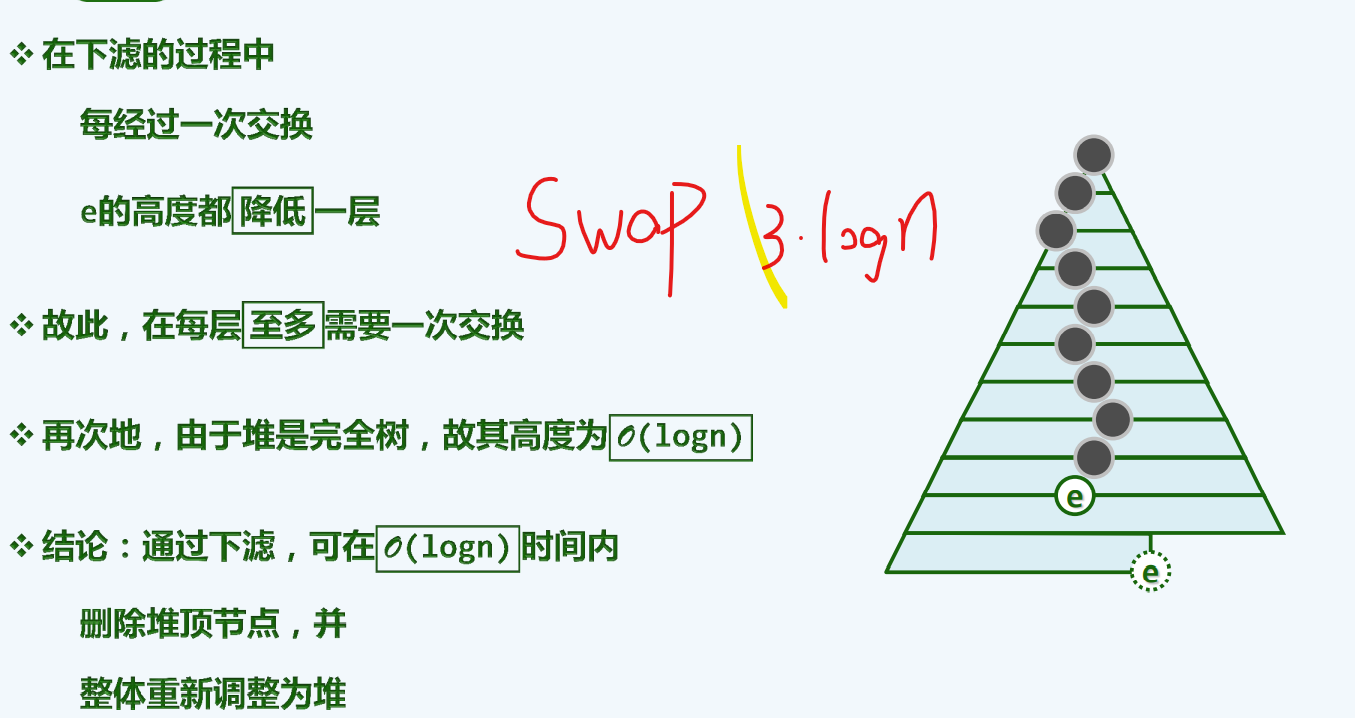 在下滤的过程中
每经过一次交换
e的高度都降低一层
Swap 3·logn
故此，在每层至多需要一次交换
再次地，由于堆是完全树，故其高度为O(logn)
结论：通过下滤，可在O(logn)时间内
删除堆顶节点，并
整体重新调整为堆
e
e